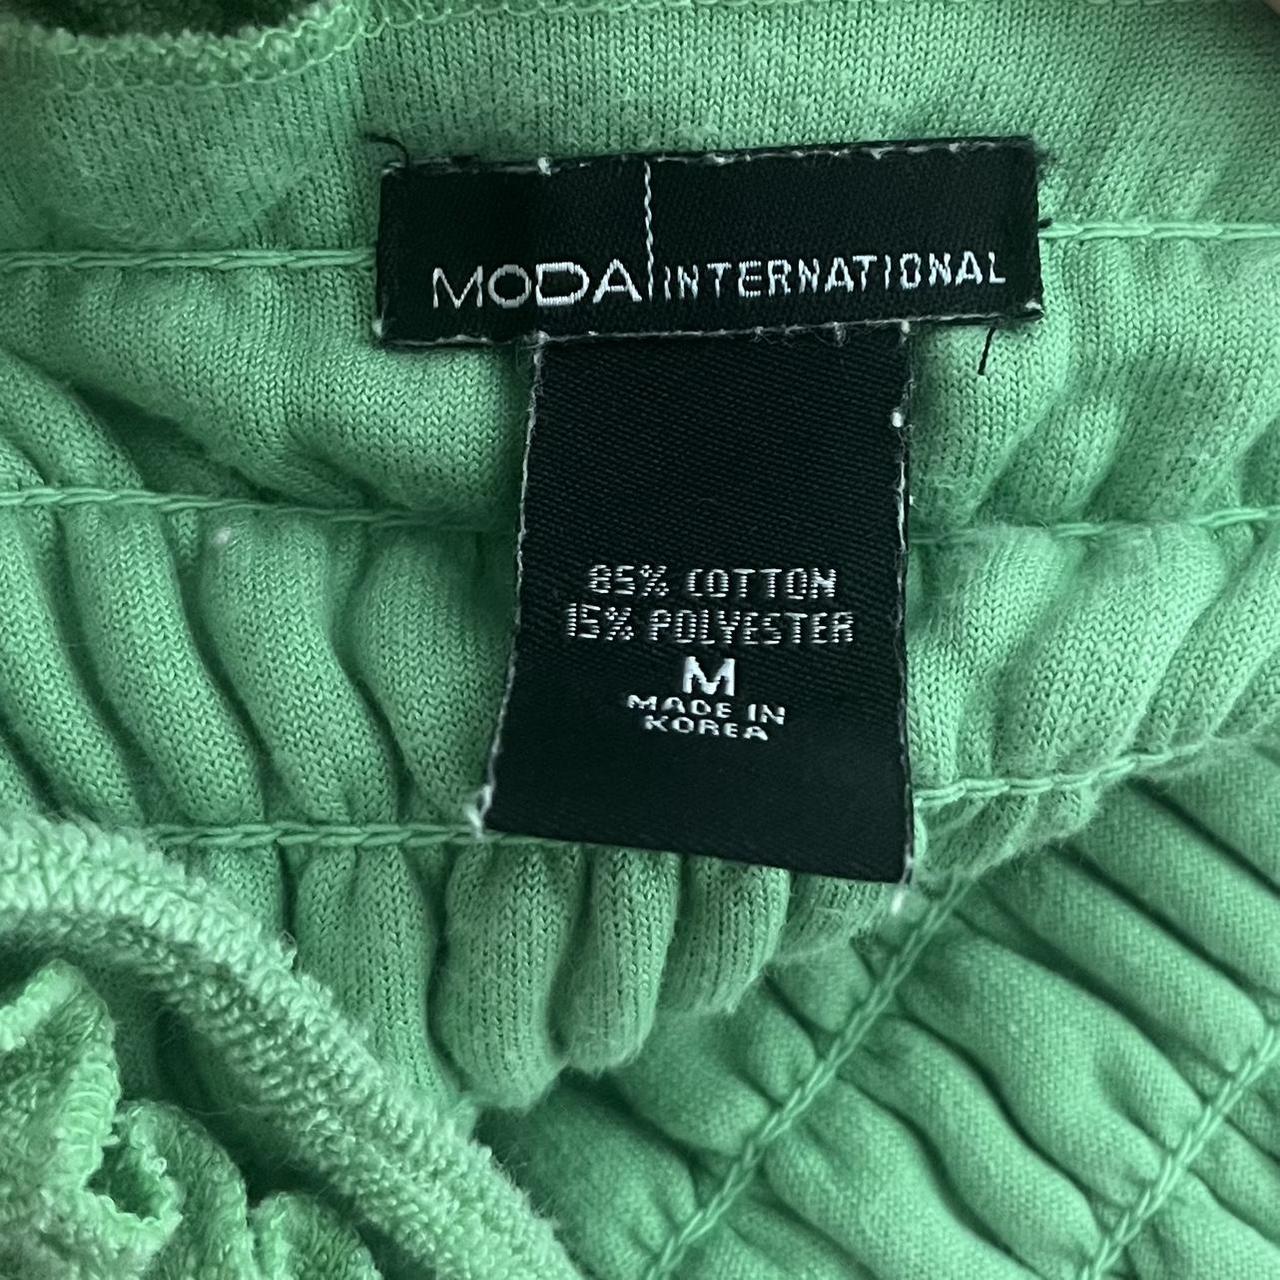 MODA INTERNATIONAL
85% COTTON
15% POLYESTER
M
MADE IN
KOREA